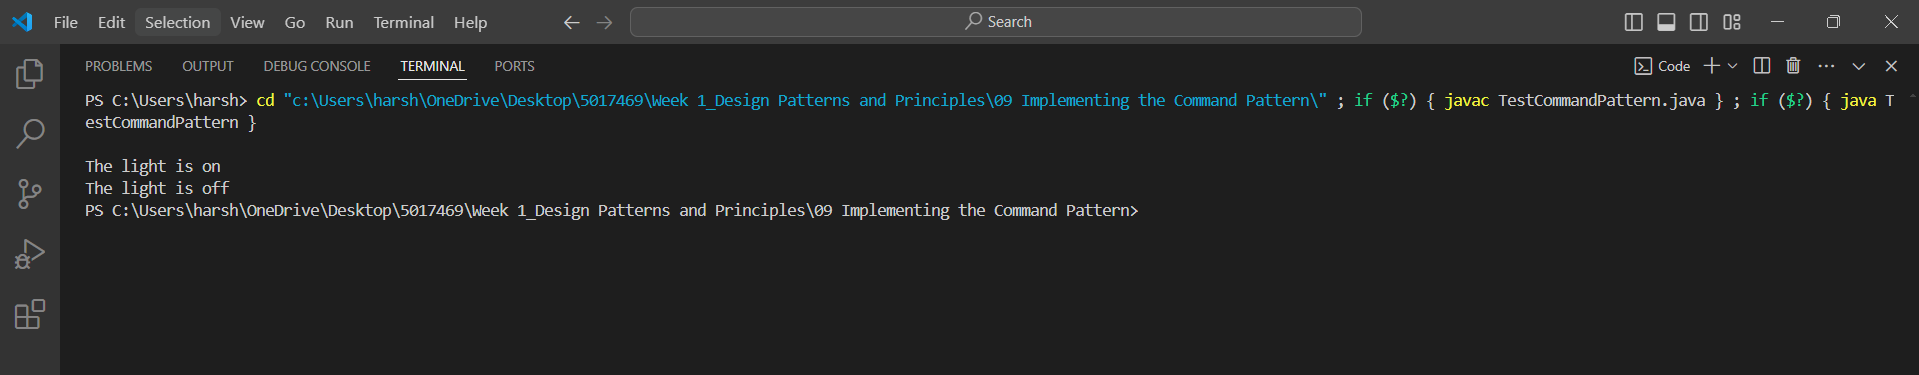 File Edit Selection View Go Run Terminal Help Search
PROBLEMS OUTPUT DEBUG CONSOLE TERMINAL PORTS Code
PS C:\Users\harsh> cd "c:\Users\harsh\OneDrive\Desktop\5017469\Week 1_Design Patterns and Principles\09 Implementing the Command Pattern\" ; if ($?) { javac TestCommandPattern.java } ; if ($?) { java T
estCommandPattern }
The light is on
The light is off
PS C:\Users\harsh\OneDrive\Desktop\5017469\Week 1_Design Patterns and Principles\09 Implementing the Command Pattern>